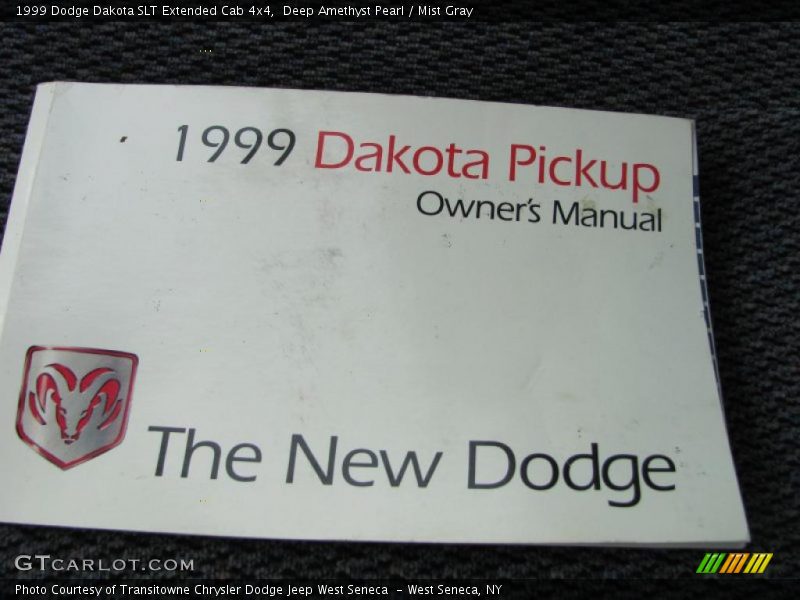 1999 Dodge Dakota SLT Extended Cab 4x4,  Deep Amethyst Pearl / Mist Gray
1999 Dakota Pickup
Owner's Manual
The New Dodge
GTCARLOT.COM
Photo Courtesy of Transitowne Chrysler Dodge Jeep West Seneca  - West Seneca, NY